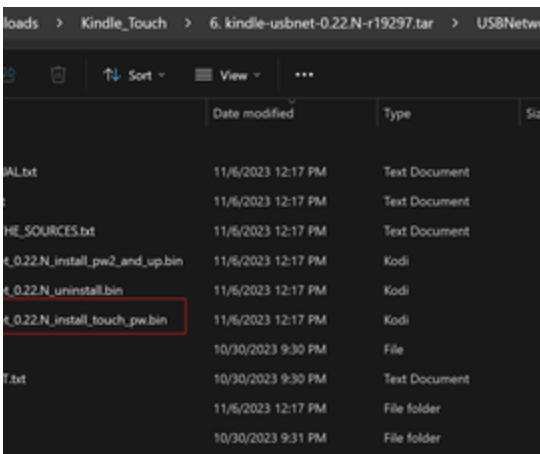 loads > Kindle_Touch > 6. kindle-usbnet-0.22.N-r19297.tar > USBNetw
Sort View ...
Date modified Type Siz
IAL.txt 11/6/2023 12:17 PM Text Document
11/6/2023 12:17 PM Text Document
HE_SOURCES.txt 11/6/2023 12:17 PM Text Document
t_0.22.N_install_pw2_and_up.bin 11/6/2023 12:17 PM Kodi
t_0.22.N_uninstall.bin 11/6/2023 12:17 PM Kodi
t_0.22.N_install_touch_pw.bin 11/6/2023 12:17 PM Kodi
10/30/2023 9:30 PM File
T.txt 10/30/2023 9:30 PM Text Document
11/6/2023 12:17 PM File folder
10/30/2023 9:31 PM File folder